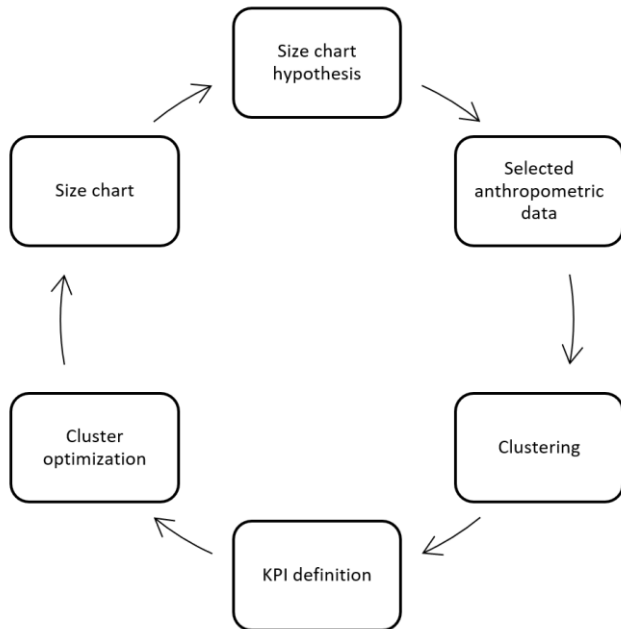 Size chart
hypothesis
Selected
anthropometric
data
Clustering
KPI definition
Cluster
optimization
Size chart